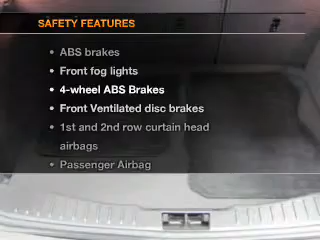 SAFETY FEATURES
• ABS brakes
• Front fog lights
• 4-wheel ABS Brakes
• Front Ventilated disc brakes
• 1st and 2nd row curtain head
airbags
• Passenger Airbag